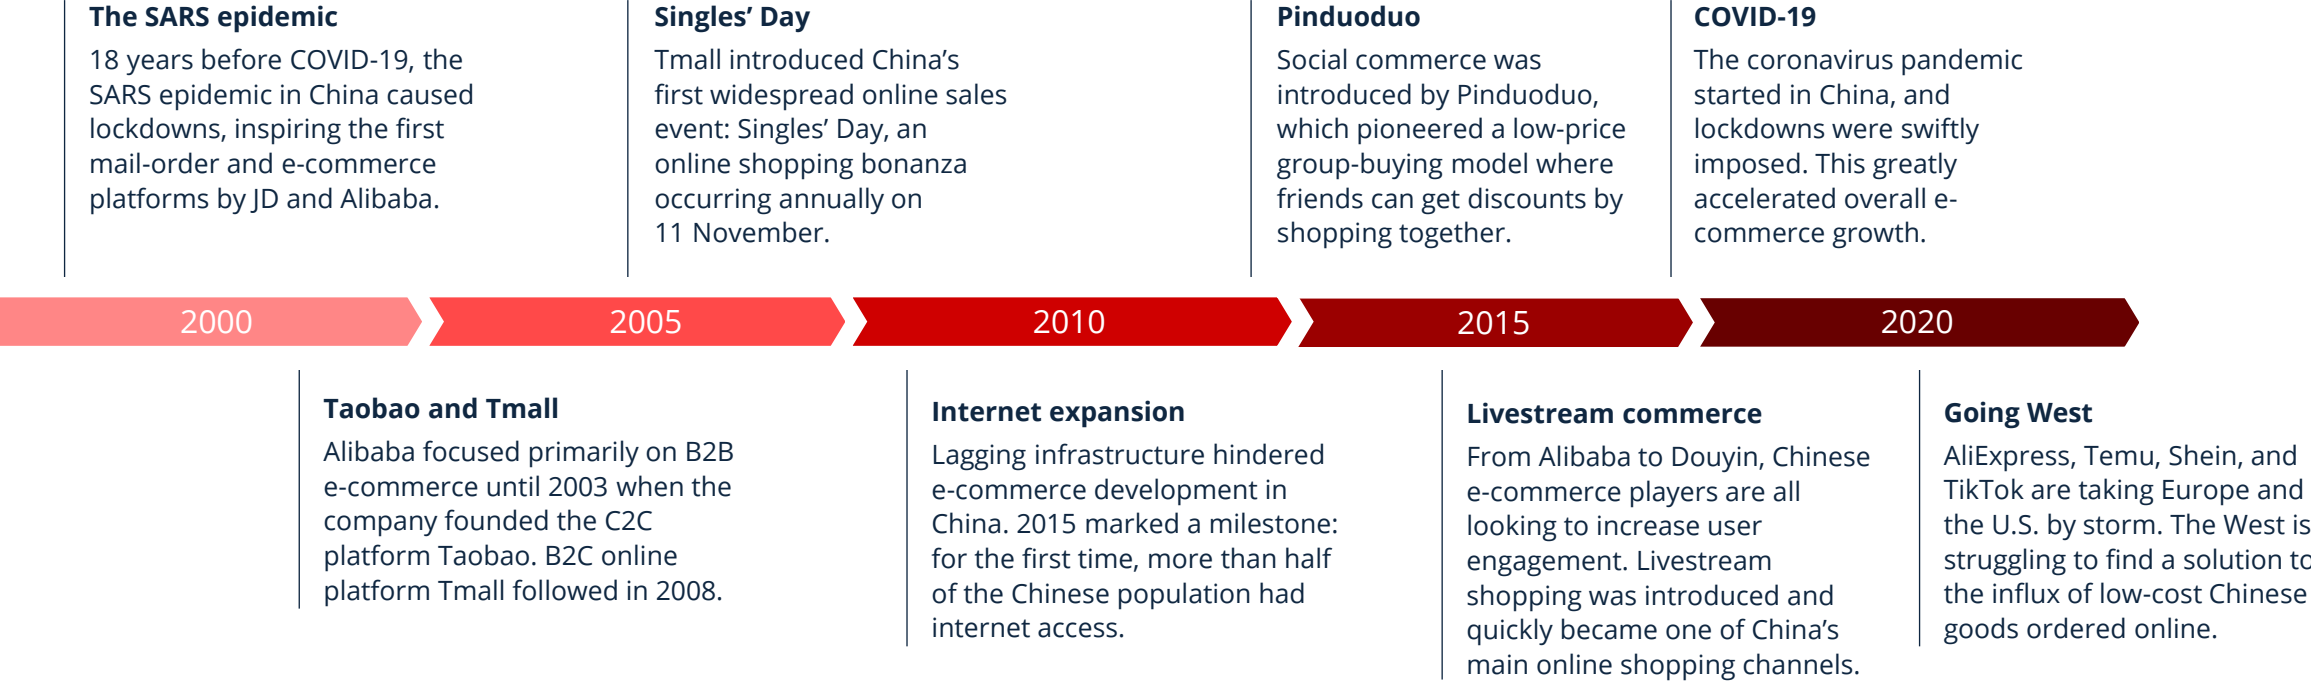 The SARS epidemic
18 years before COVID-19, the
SARS epidemic in China caused
lockdowns, inspiring the first
mail-order and e-commerce
platforms by JD and Alibaba.
Singles’ Day
Tmall introduced China’s
first widespread online sales
event: Singles’ Day, an
online shopping bonanza
occurring annually on
11 November.
Pinduoduo
Social commerce was
introduced by Pinduoduo,
which pioneered a low-price
group-buying model where
friends can get discounts by
shopping together.
COVID-19
The coronavirus pandemic
started in China, and
lockdowns were swiftly
imposed. This greatly
accelerated overall e-
commerce growth.
2000
2005
2010
2015
2020
Taobao and Tmall
Alibaba focused primarily on B2B
e-commerce until 2003 when the
company founded the C2C
platform Taobao. B2C online
platform Tmall followed in 2008.
Internet expansion
Lagging infrastructure hindered
e-commerce development in
China. 2015 marked a milestone:
for the first time, more than half
of the Chinese population had
internet access.
Livestream commerce
From Alibaba to Douyin, Chinese
e-commerce players are all
looking to increase user
engagement. Livestream
shopping was introduced and
quickly became one of China’s
main online shopping channels.
Going West
AliExpress, Temu, Shein, and
TikTok are taking Europe and
the U.S. by storm. The West is
struggling to find a solution to
the influx of low-cost Chinese
goods ordered online.